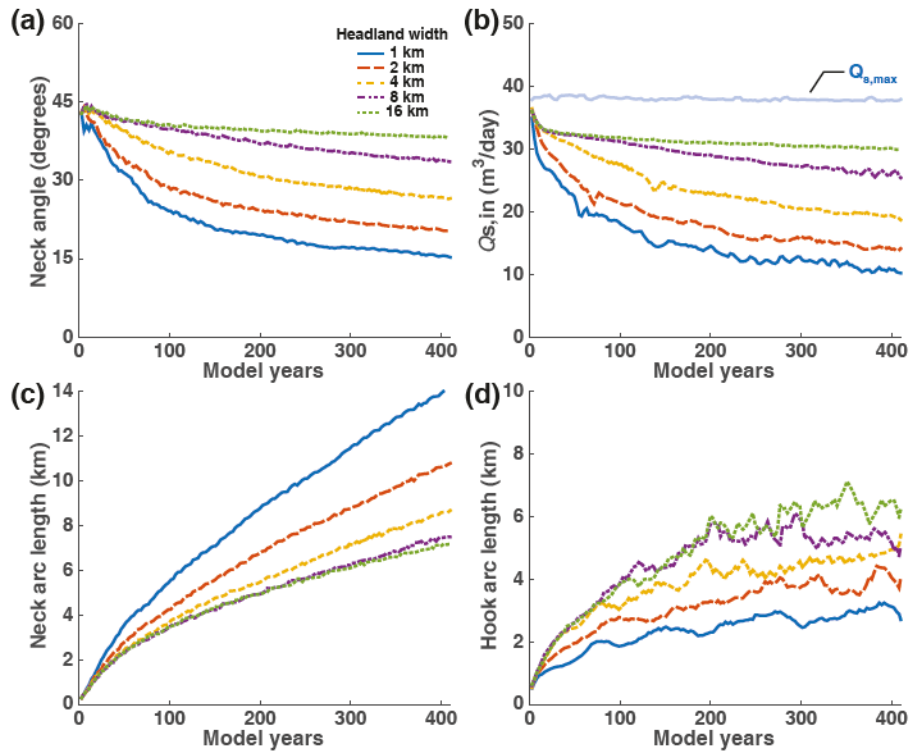 (a)
60
45
30
15
0
Neck angle (degrees)
Headland width
1 km
2 km
4 km
8 km
16 km
0 100 200 300 400
Model years
(b)
50
40
30
20
10
0
Qs,in (m³/day)
Qs,max
0 100 200 300 400
Model years
(c)
14
12
10
8
6
4
2
0
Neck arc length (km)
0 100 200 300 400
Model years
(d)
10
8
6
4
2
0
Hook arc length (km)
0 100 200 300 400
Model years